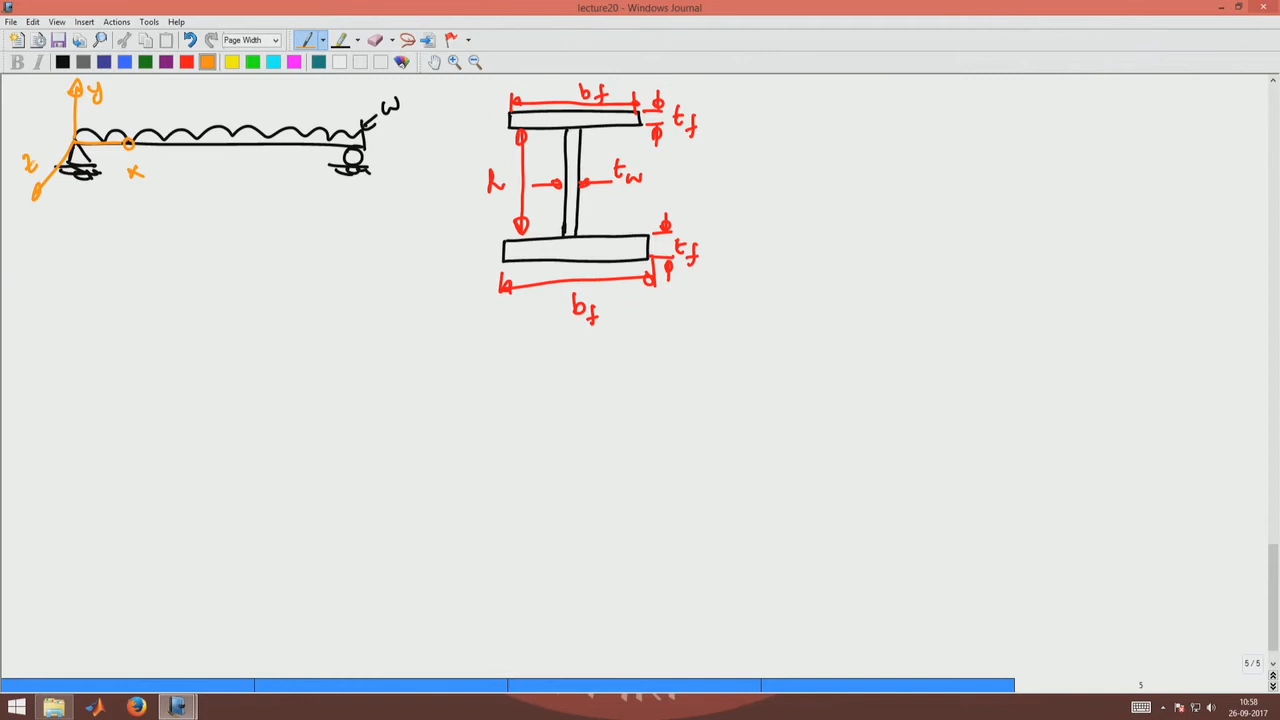 lecture20 - Windows Journal
File Edit View Insert Actions Tools Help
Page Width
B I
y
w
z
x
bf
tf
h
tw
tf
bf
5 / 5
5
10:58
26-09-2017